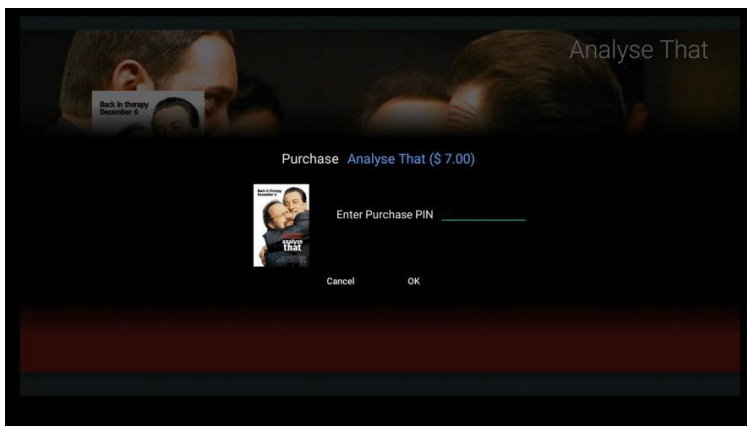 Analyse That
Back in therapy
December 6
Purchase Analyse That ($ 7.00)
Back in therapy
December 6
analyze
that
Enter Purchase PIN
Cancel OK